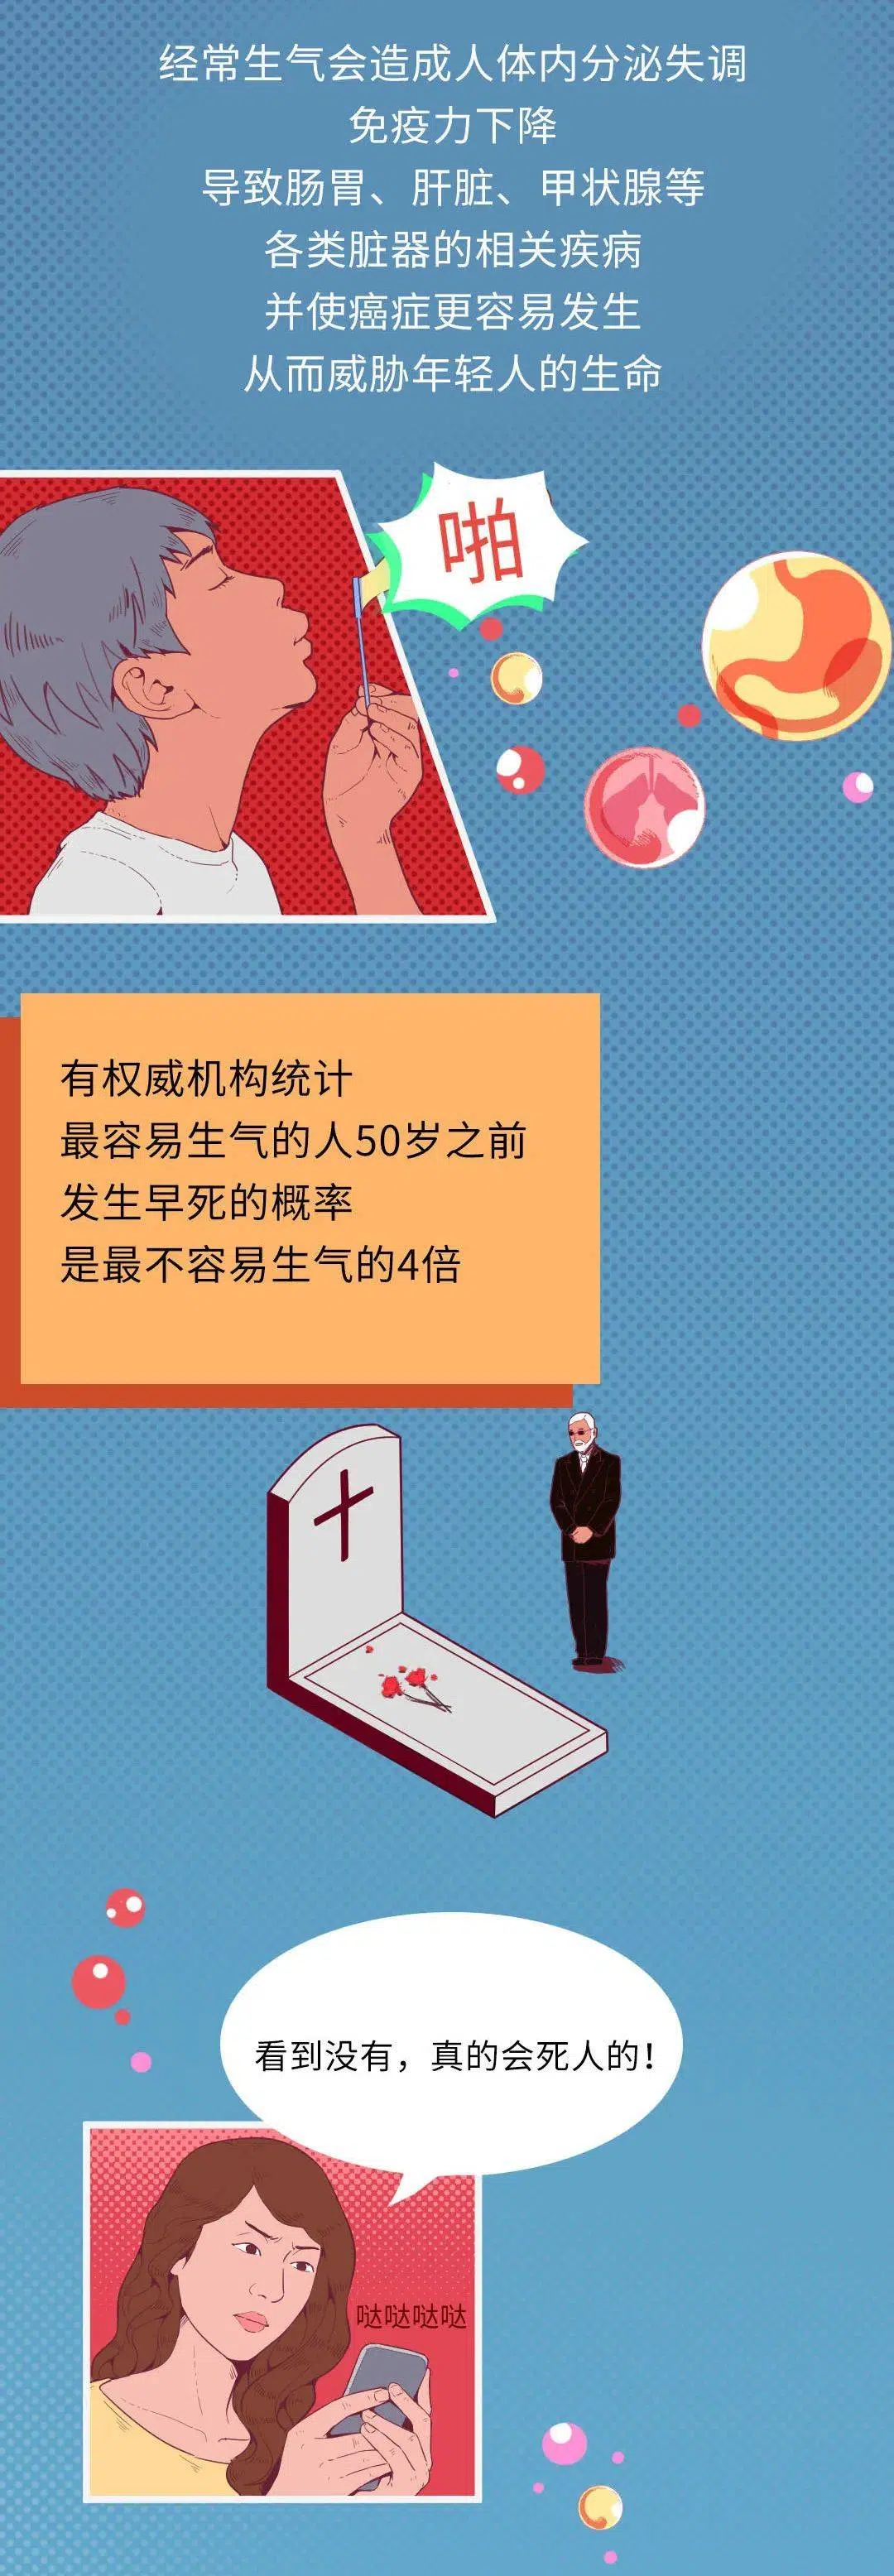 经常生气会造成人体内分泌失调
免疫力下降
导致肠胃、肝脏、甲状腺等
各类脏器的相关疾病
并使癌症更容易发生
从而威胁年轻人的生命
啪
有权威机构统计
最容易生气的人50岁之前
发生早死的概率
是最不容易生气的4倍
看到没有，真的会死人的！
哒哒哒哒